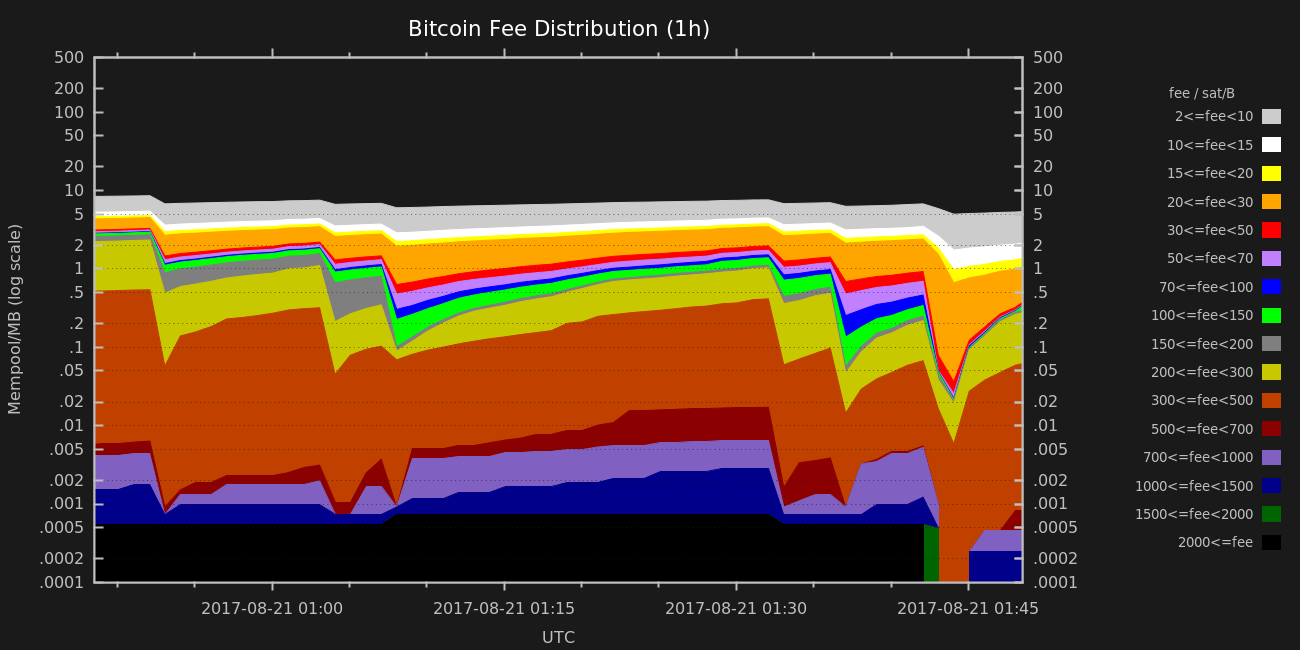 Bitcoin Fee Distribution (1h)
Mempool/MB (log scale)
500
200
100
50
20
10
5
2
1
.5
.2
.1
.05
.02
.01
.005
.002
.001
.0005
.0002
.0001
500
200
100
50
20
10
5
2
1
.5
.2
.1
.05
.02
.01
.005
.002
.001
.0005
.0002
.0001
2017-08-21 01:00
2017-08-21 01:15
2017-08-21 01:30
2017-08-21 01:45
UTC
fee / sat/B
2<=fee<10
10<=fee<15
15<=fee<20
20<=fee<30
30<=fee<50
50<=fee<70
70<=fee<100
100<=fee<150
150<=fee<200
200<=fee<300
300<=fee<500
500<=fee<700
700<=fee<1000
1000<=fee<1500
1500<=fee<2000
2000<=fee